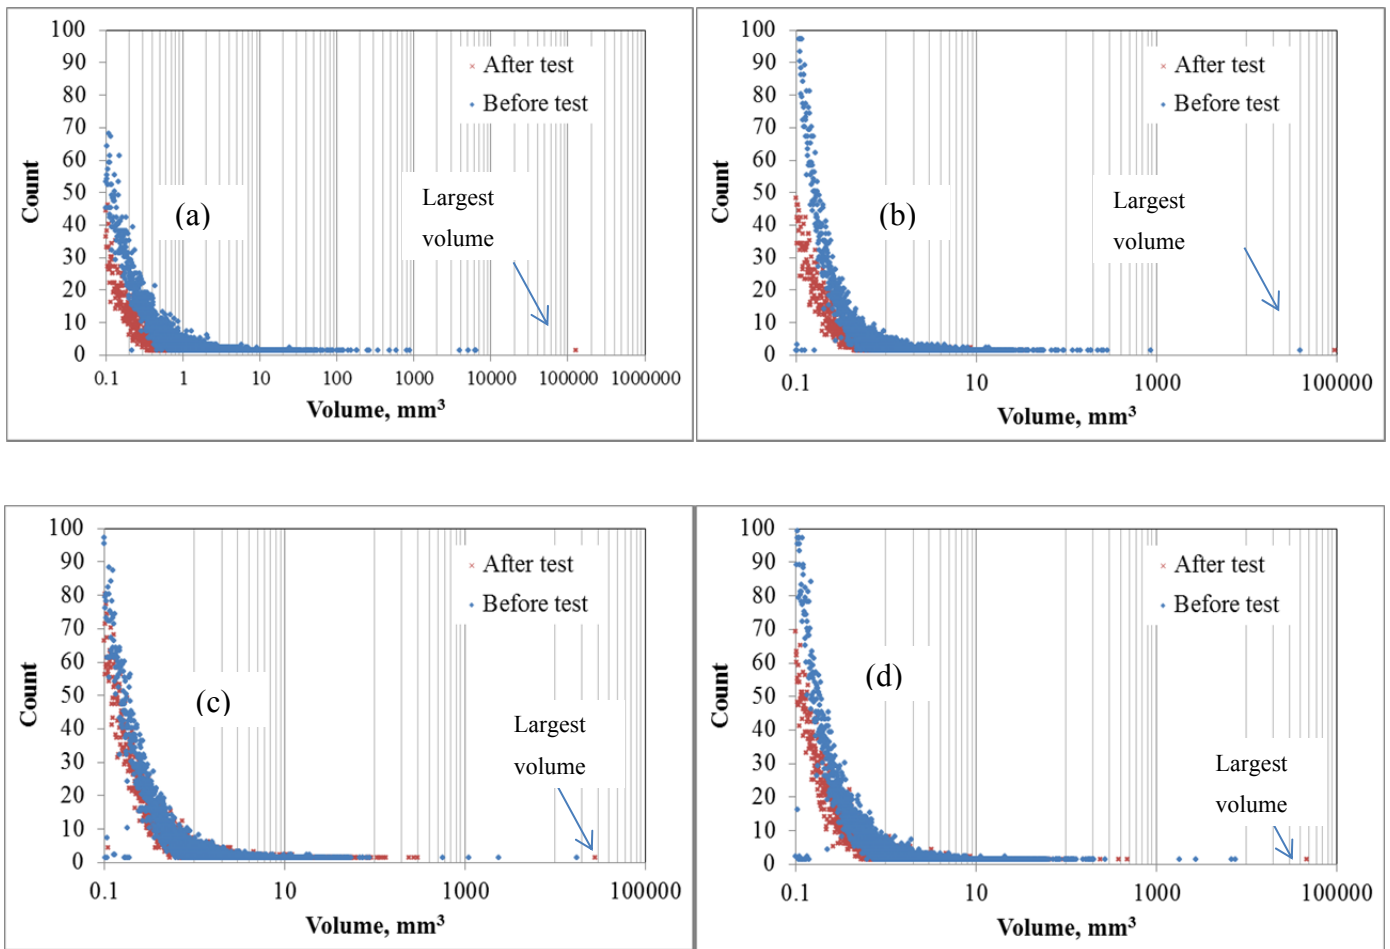 100
90
80
70
60
50
40
30
20
10
0
Count
After test
Before test
(a)
Largest
volume
0.1 1 10 100 1000 10000 100000 1000000
Volume, mm³
100
90
80
70
60
50
40
30
20
10
0
Count
After test
Before test
(b)
Largest
volume
0.1 10 1000 100000
Volume, mm³
100
90
80
70
60
50
40
30
20
10
0
Count
After test
Before test
(c)
Largest
volume
0.1 10 1000 100000
Volume, mm³
100
90
80
70
60
50
40
30
20
10
0
Count
After test
Before test
(d)
Largest
volume
0.1 10 1000 100000
Volume, mm³